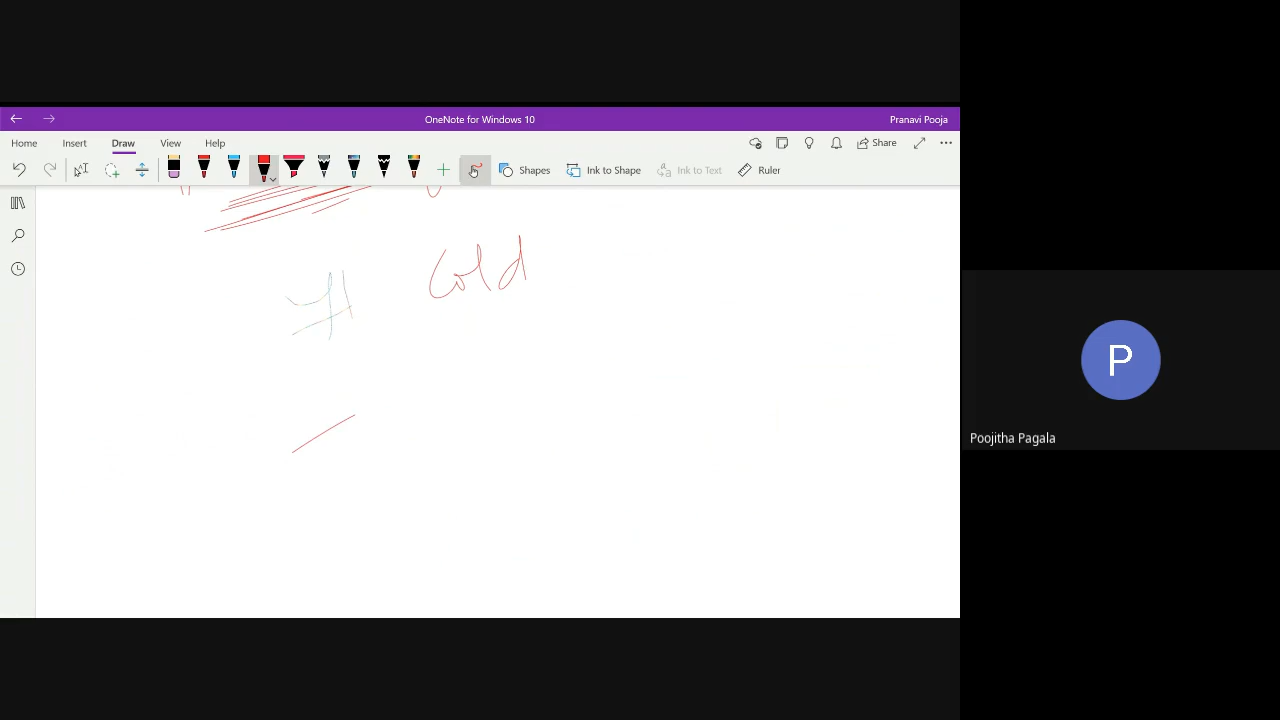 OneNote for Windows 10
Pranavi Pooja
Home Insert Draw View Help
Share
Shapes
Ink to Shape
Ink to Text
Ruler
Cold
P
Poojitha Pagala